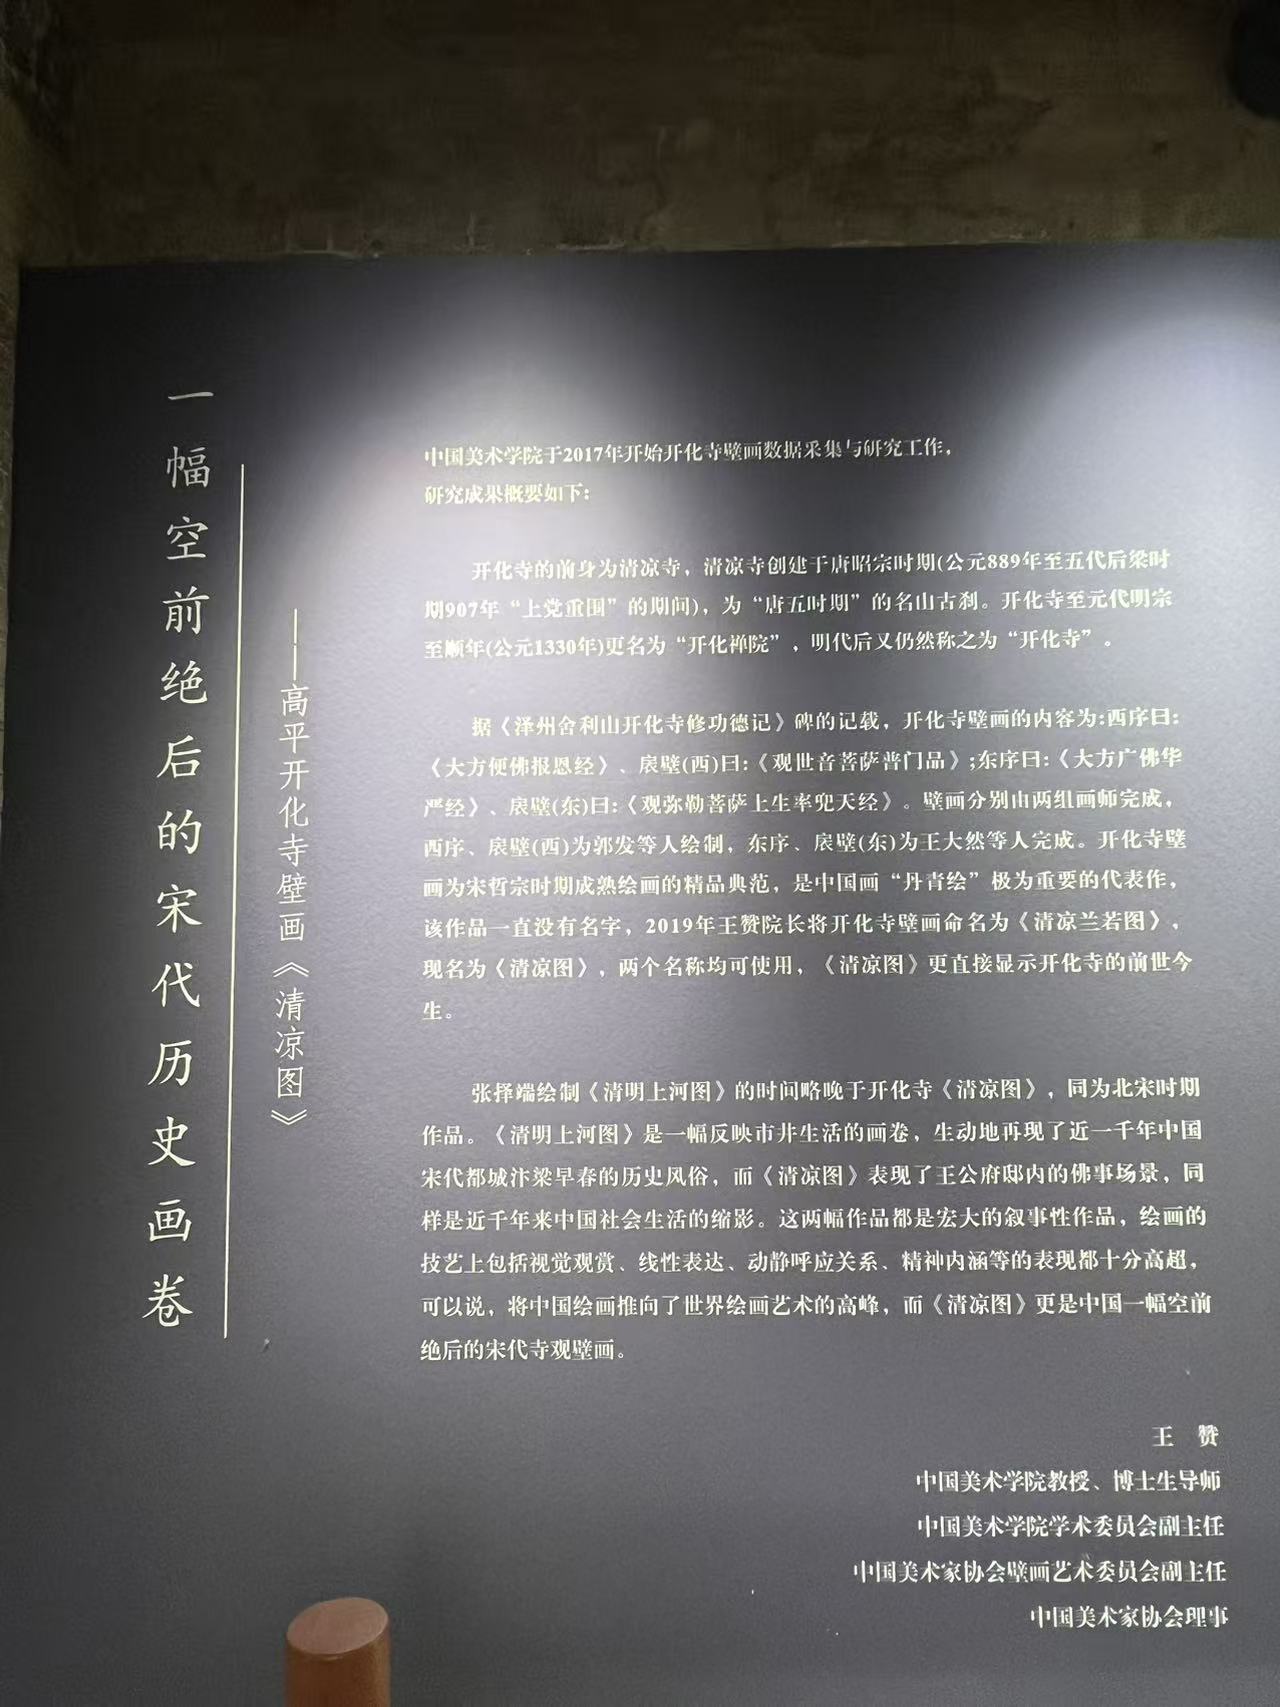 一幅空前绝后的宋代历史画卷
——高平开化寺壁画《清凉图》
中国美术学院于2017年开始开化寺壁画数据采集与研究工作，
研究成果概要如下：
开化寺的前身为清凉寺，清凉寺创建于唐昭宗时期(公元889年至五代后梁时
期907年“上党重围”的期间)，为“唐五时期”的名山古刹。开化寺至元代明宗
至顺年(公元1330年)更名为“开化禅院”，明代后又仍然称之为“开化寺”。
据《泽州舍利山开化寺修功德记》碑的记载，开化寺壁画的内容为:西序曰:
《大方便佛报恩经》、扆壁(西)曰:《观世音菩萨普门品》;东序曰:《大方广佛华
严经》、扆壁(东)曰:《观弥勒菩萨上生率兜天经》。壁画分别由两组画师完成，
西序、扆壁(西)为郭发等人绘制，东序、扆壁(东)为王大然等人完成。开化寺壁
画为宋哲宗时期成熟绘画的精品典范，是中国画“丹青绘”极为重要的代表作，
该作品一直没有名字，2019年王赞院长将开化寺壁画命名为《清凉兰若图》，
现名为《清凉图》，两个名称均可使用，《清凉图》更直接显示开化寺的前世今
生。
张择端绘制《清明上河图》的时间略晚于开化寺《清凉图》，同为北宋时期
作品。《清明上河图》是一幅反映市井生活的画卷，生动地再现了近一千年中国
宋代都城汴梁早春的历史风俗，而《清凉图》表现了王公府邸内的佛事场景，同
样是近千年来中国社会生活的缩影。这两幅作品都是宏大的叙事性作品，绘画的
技艺上包括视觉观赏、线性表达、动静呼应关系、精神内涵等的表现都十分高超，
可以说，将中国绘画推向了世界绘画艺术的高峰，而《清凉图》更是中国一幅空前
绝后的宋代寺观壁画。
王 赞
中国美术学院教授、博士生导师
中国美术学院学术委员会副主任
中国美术家协会壁画艺术委员会副主任
中国美术家协会理事